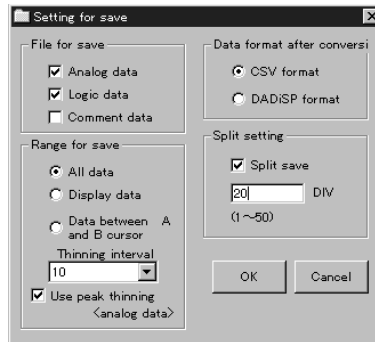 Setting for save
File for save
Analog data
Logic data
Comment data
Range for save
All data
Display data
Data between A
and B cursor
Thinning interval
10
Use peak thinning
<analog data>
Data format after conversi
CSV format
DADiSP format
Split setting
Split save
20 DIV
(1～50)
OK
Cancel